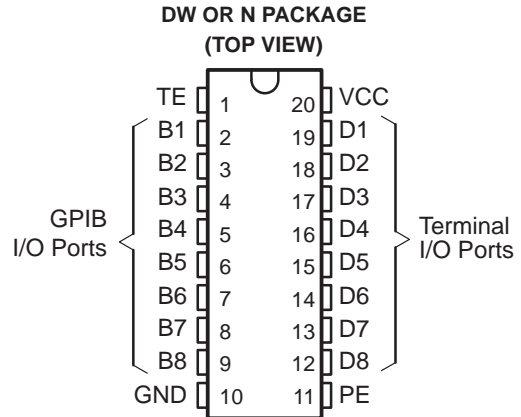 DW OR N PACKAGE
(TOP VIEW)
TE 1 20 VCC
B1 2 19 D1
B2 3 18 D2
B3 4 17 D3
B4 5 16 D4
B5 6 15 D5
B6 7 14 D6
B7 8 13 D7
B8 9 12 D8
GND 10 11 PE
GPIB
I/O Ports
Terminal
I/O Ports